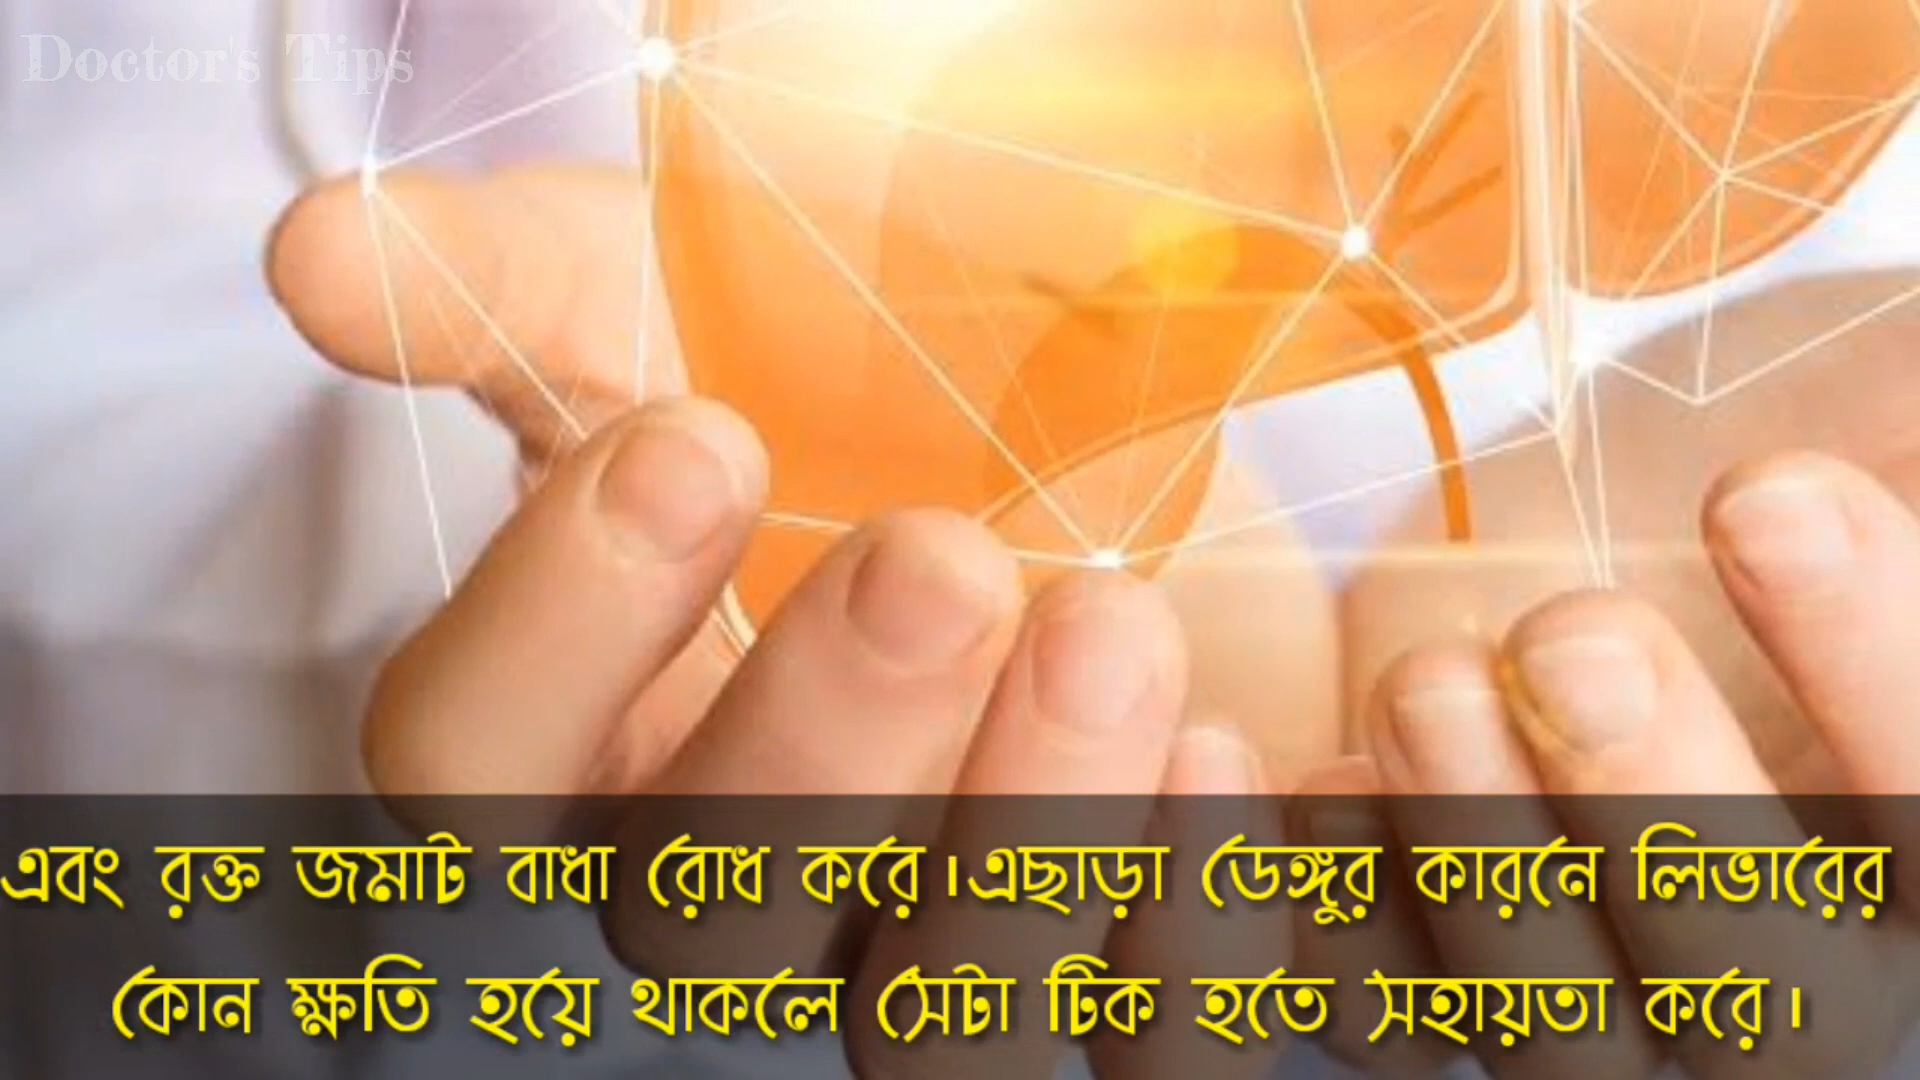 Doctor's Tips
এবং রক্ত জমাট বাধা রোধ করে।এছাড়া ডেঙ্গুর কারনে লিভারের
কোন ক্ষতি হয়ে থাকলে সেটা টিক হতে সহায়তা করে।